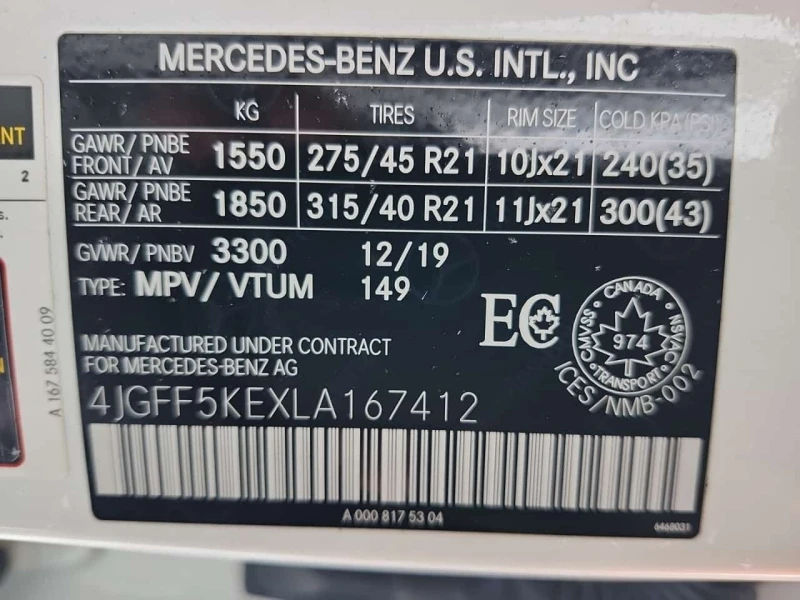 MERCEDES-BENZ U.S. INTL., INC
KG TIRES RIM SIZE COLD KPA(PSI)
GAWR/ PNBE FRONT/ AV 1550 275/45 R21 10Jx21 240(35)
GAWR/ PNBE REAR/ AR 1850 315/40 R21 11Jx21 300(43)
GVWR/ PNBV 3300 12/19
TYPE: MPV/ VTUM 149
MANUFACTURED UNDER CONTRACT
FOR MERCEDES-BENZ AG
EC
CANADA
CMVSS 974 NSVAC
TRANSPORT
ICES/NMB-002
4JGFF5KEXLA167412
A 000 817 53 04
6468031
A 167 584 40 09
NT
2
s.
N